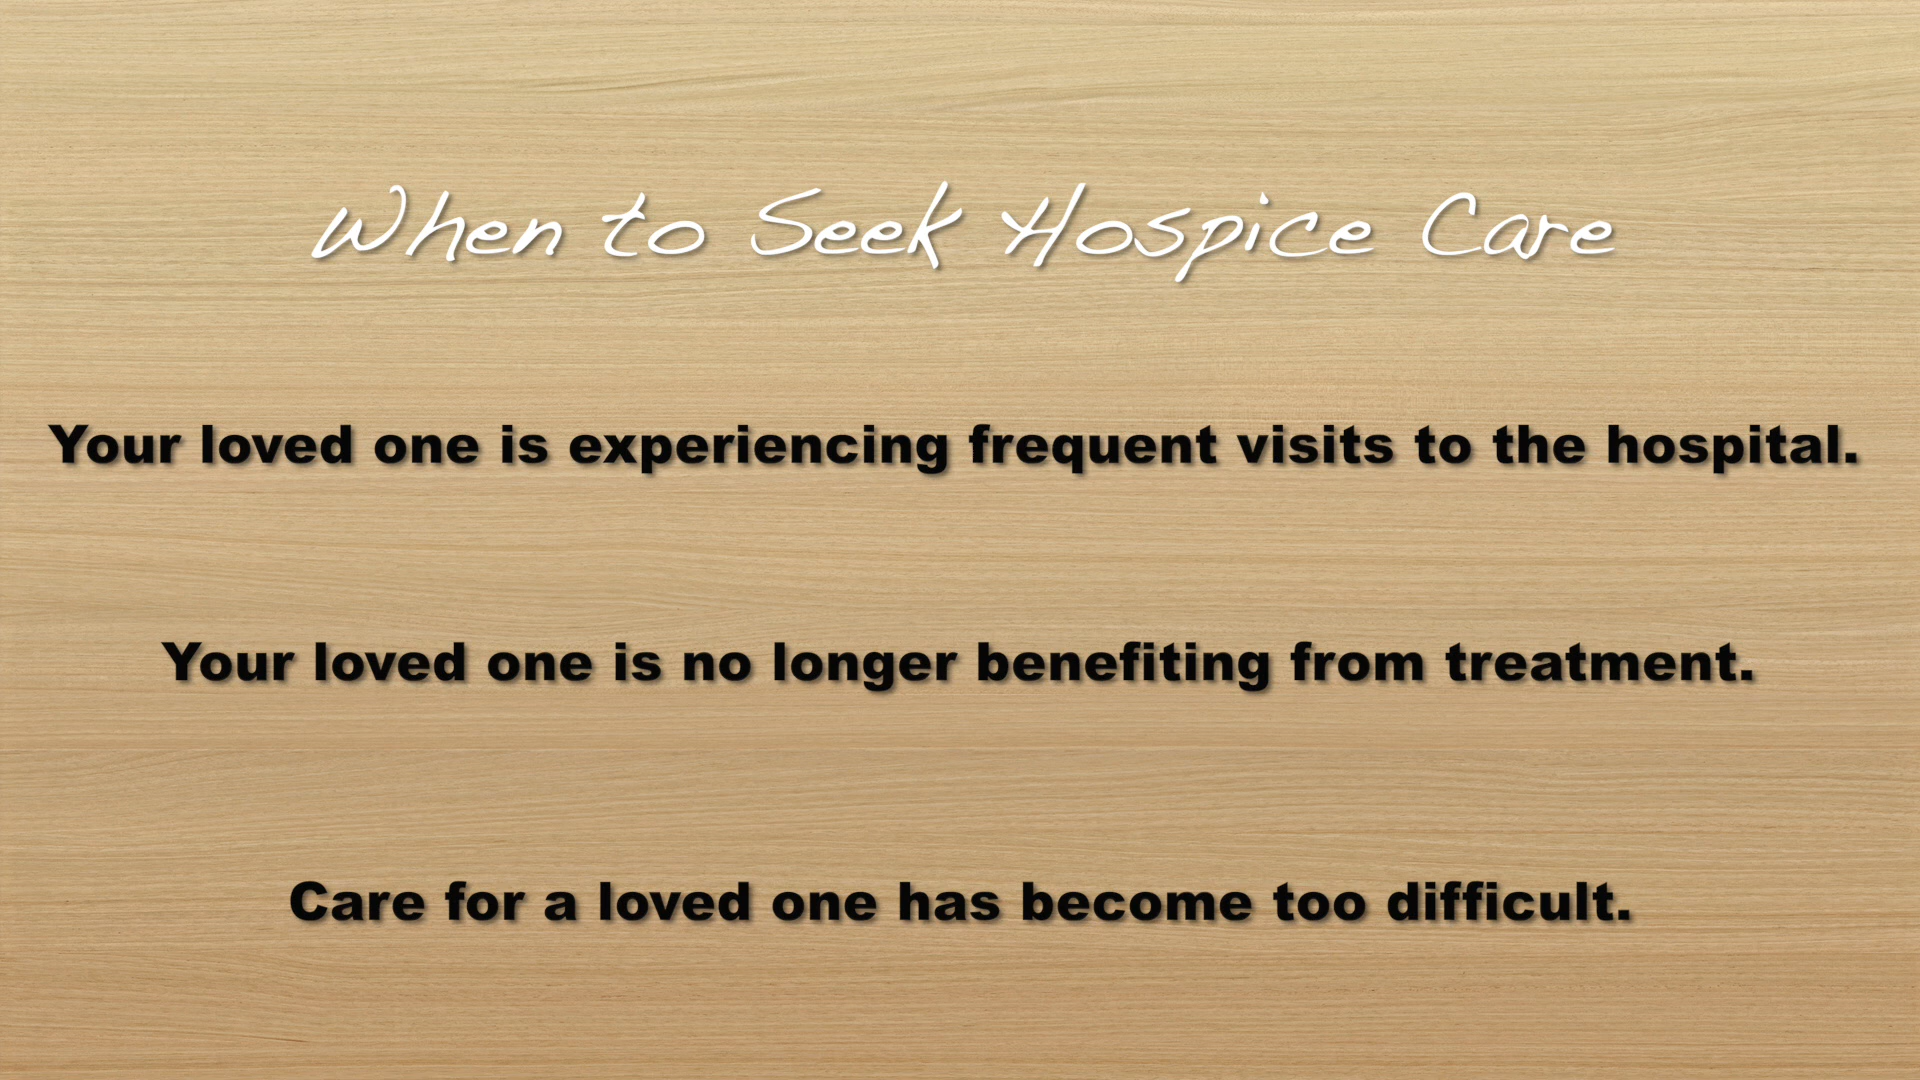 When to Seek Hospice Care
Your loved one is experiencing frequent visits to the hospital.
Your loved one is no longer benefiting from treatment.
Care for a loved one has become too difficult.